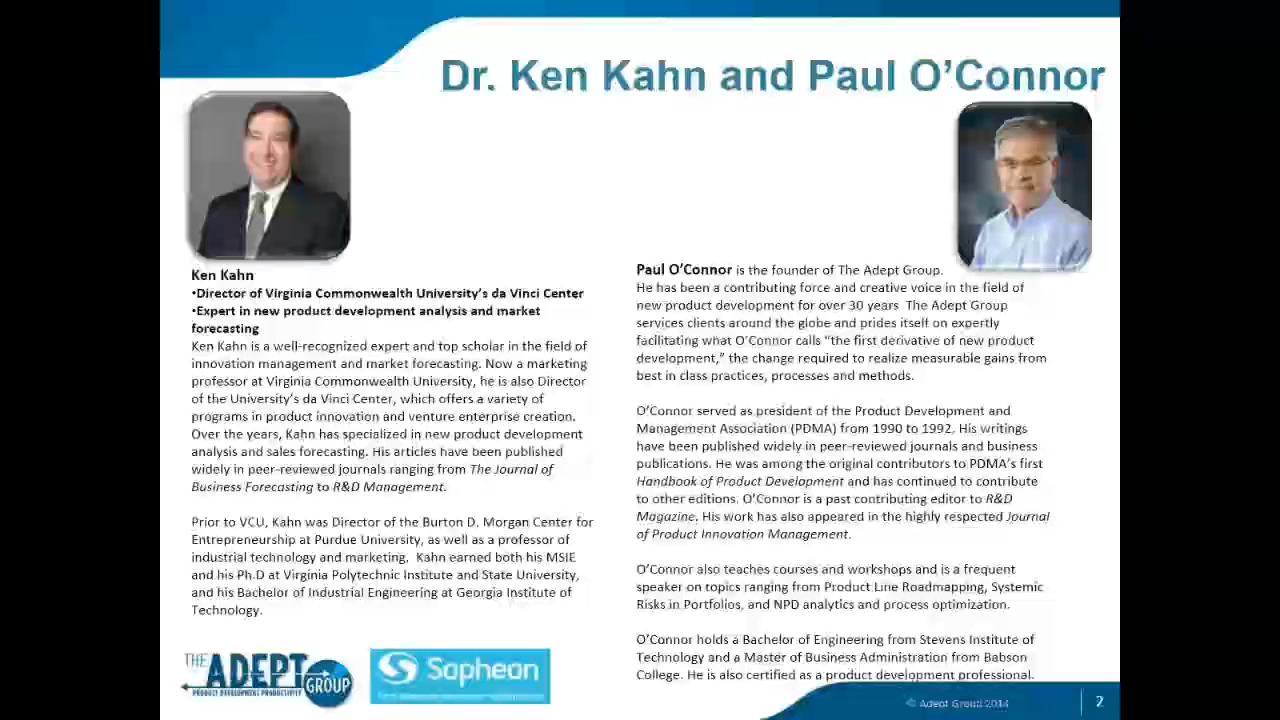 Dr. Ken Kahn and Paul O'Connor
Ken Kahn
•Director of Virginia Commonwealth University's da Vinci Center
•Expert in new product development analysis and market
forecasting
Ken Kahn is a well-recognized expert and top scholar in the field of
innovation management and market forecasting. Now a marketing
professor at Virginia Commonwealth University, he is also Director
of the University's da Vinci Center, which offers a variety of
programs in product innovation and venture enterprise creation.
Over the years, Kahn has specialized in new product development
analysis and sales forecasting. His articles have been published
widely in peer-reviewed journals ranging from The Journal of
Business Forecasting to R&D Management.
Prior to VCU, Kahn was Director of the Burton D. Morgan Center for
Entrepreneurship at Purdue University, as well as a professor of
industrial technology and marketing. Kahn earned both his MSIE
and his Ph.D at Virginia Polytechnic Institute and State University,
and his Bachelor of Industrial Engineering at Georgia Institute of
Technology.
Paul O'Connor is the founder of The Adept Group.
He has been a contributing force and creative voice in the field of
new product development for over 30 years The Adept Group
services clients around the globe and prides itself on expertly
facilitating what O'Connor calls "the first derivative of new product
development," the change required to realize measurable gains from
best in class practices, processes and methods.
O'Connor served as president of the Product Development and
Management Association (PDMA) from 1990 to 1992. His writings
have been published widely in peer-reviewed journals and business
publications. He was among the original contributors to PDMA's first
Handbook of Product Development and has continued to contribute
to other editions. O'Connor is a past contributing editor to R&D
Magazine. His work has also appeared in the highly respected Journal
of Product Innovation Management.
O'Connor also teaches courses and workshops and is a frequent
speaker on topics ranging from Product Line Roadmapping, Systemic
Risks in Portfolios, and NPD analytics and process optimization.
O'Connor holds a Bachelor of Engineering from Stevens Institute of
Technology and a Master of Business Administration from Babson
College. He is also certified as a product development professional.
THE ADEPT GROUP
PRODUCT DEVELOPMENT PRODUCTIVITY
Sopheon
© Adept Group 2014
2